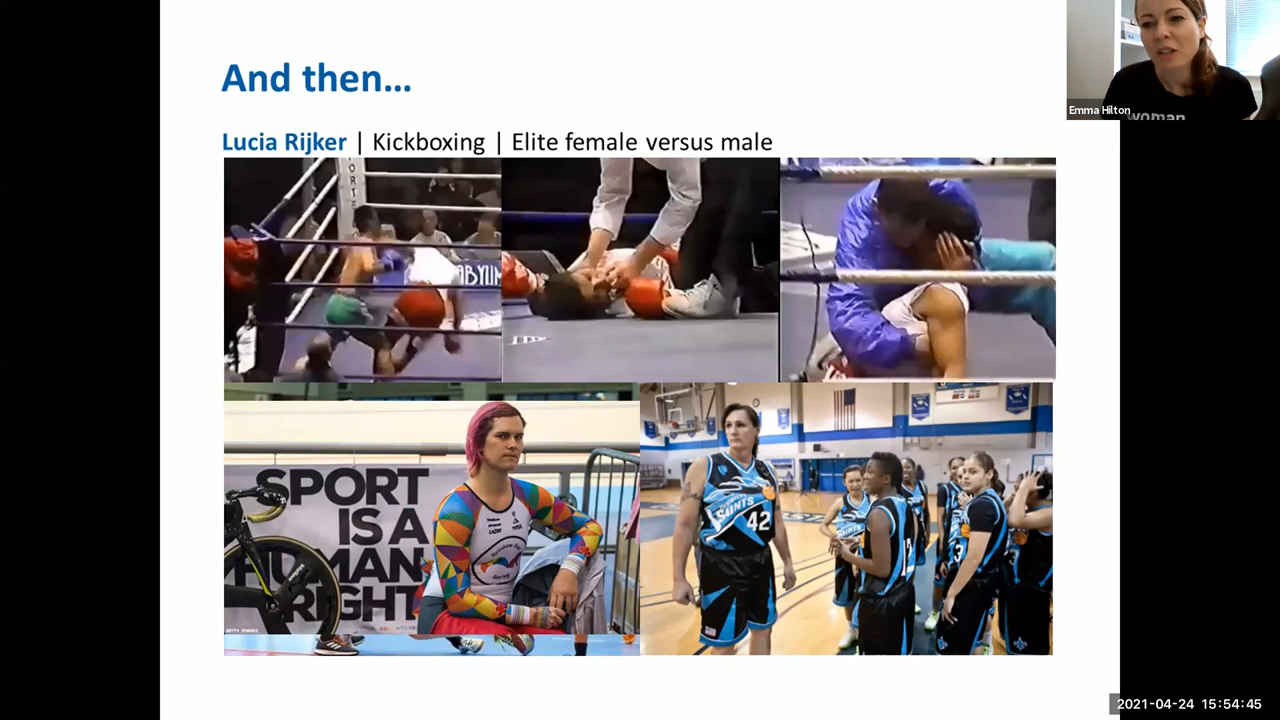 And then...
Emma Hilton
woman
Lucia Rijker | Kickboxing | Elite female versus male
SPORT
IS A
HUMAN
RIGHT
42
2021-04-24 15:54:45